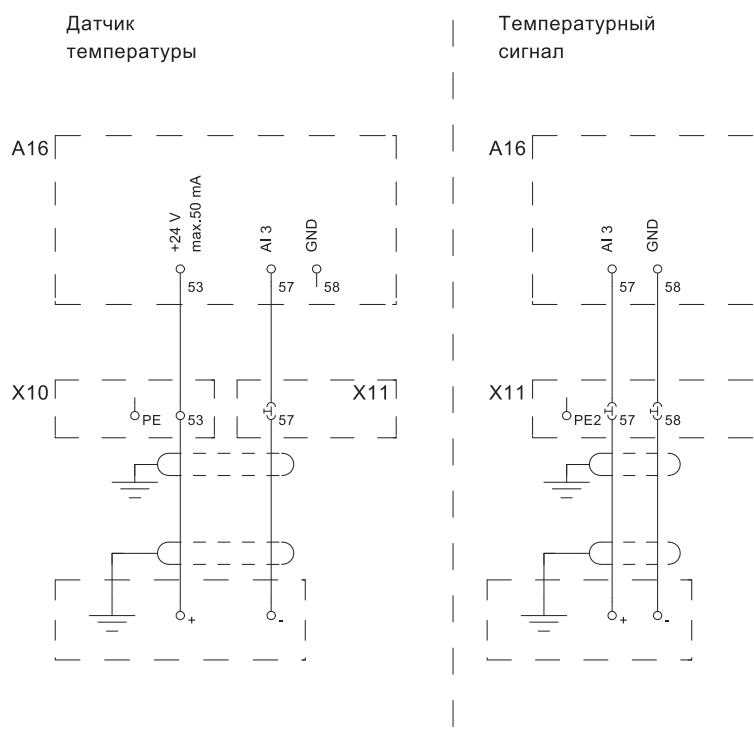 Датчик
температуры
Температурный
сигнал
A16
+24 V
max.50 mA
AI 3
GND
53
57
58
X10
PE
53
57
X11
+
-
A16
AI 3
GND
57
58
X11
PE2
57
58
+
-